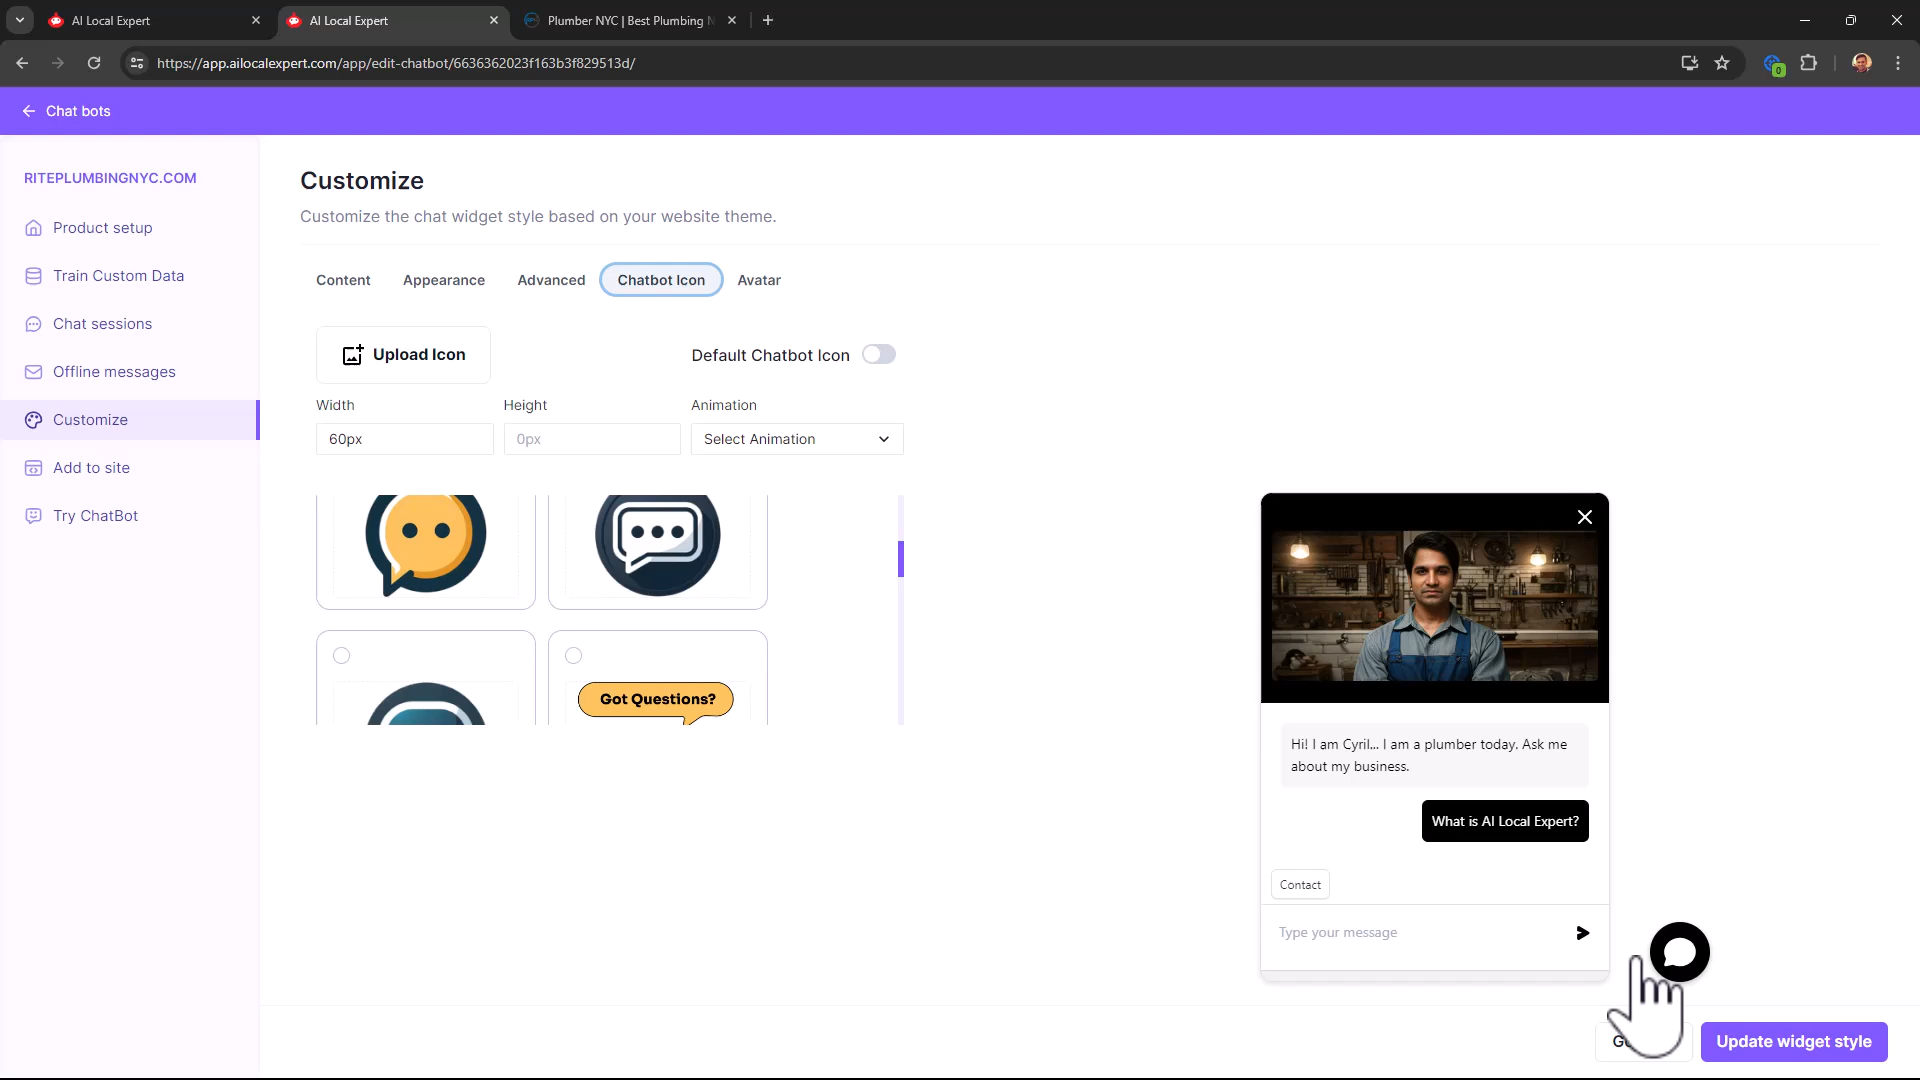 AI Local Expert
AI Local Expert
Plumber NYC | Best Plumbing
https://app.ailocalexpert.com/app/edit-chatbot/6636362023f163b3f829513d/
0
Chat bots
RITEPLUMBINGNYC.COM
Product setup
Train Custom Data
Chat sessions
Offline messages
Customize
Add to site
Try ChatBot
Customize
Customize the chat widget style based on your website theme.
Content
Appearance
Advanced
Chatbot Icon
Avatar
Upload Icon
Default Chatbot Icon
Width
Height
Animation
60px
0px
Select Animation
Got Questions?
Hi! I am Cyril... I am a plumber today. Ask me
about my business.
What is AI Local Expert?
Contact
Type your message
Update widget style